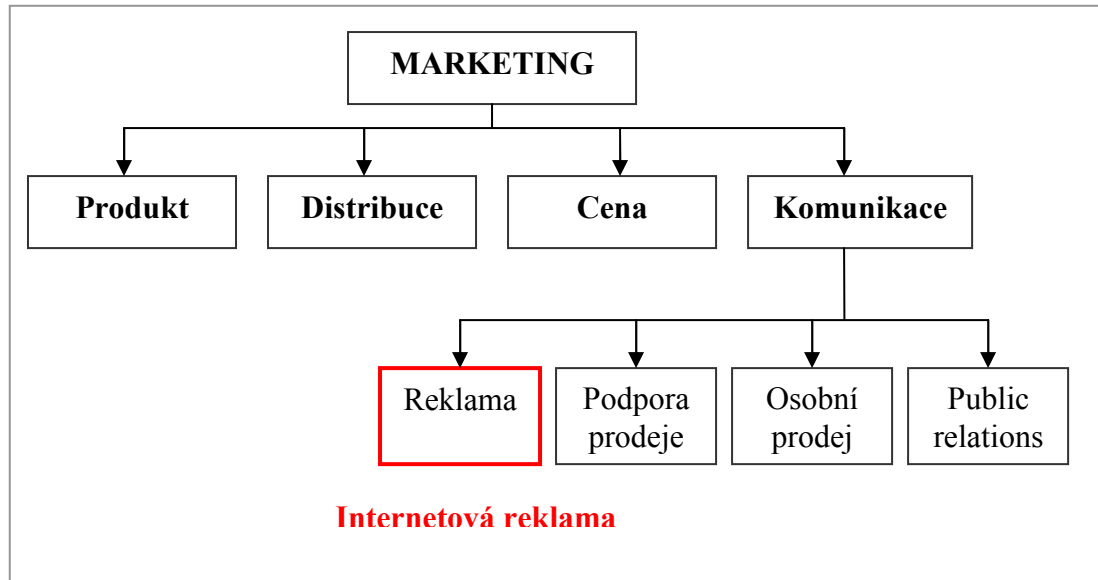 MARKETING
Produkt
Distribuce
Cena
Komunikace
Reklama
Podpora
prodeje
Osobní
prodej
Public
relations
Internetová reklama